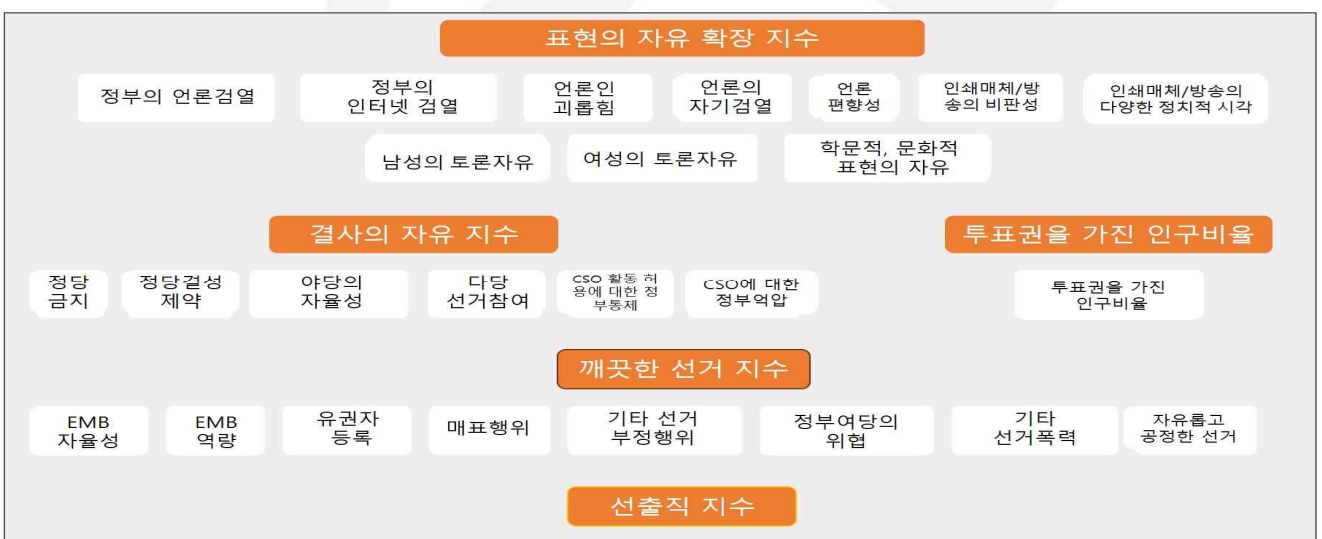 표현의 자유 확장 지수
정부의 언론검열
정부의
인터넷 검열
언론인
괴롭힘
언론의
자기검열
언론
편향성
인쇄매체/방
송의 비판성
인쇄매체/방송의
다양한 정치적 시각
남성의 토론자유
여성의 토론자유
학문적, 문화적
표현의 자유
결사의 자유 지수
투표권을 가진 인구비율
정당
금지
정당결성
제약
야당의
자율성
다당
선거참여
CSO 활동 허
용에 대한 정
부통제
CSO에 대한
정부억압
투표권을 가진
인구비율
깨끗한 선거 지수
EMB
자율성
EMB
역량
유권자
등록
매표행위
기타 선거
부정행위
정부여당의
위협
기타
선거폭력
자유롭고
공정한 선거
선출직 지수